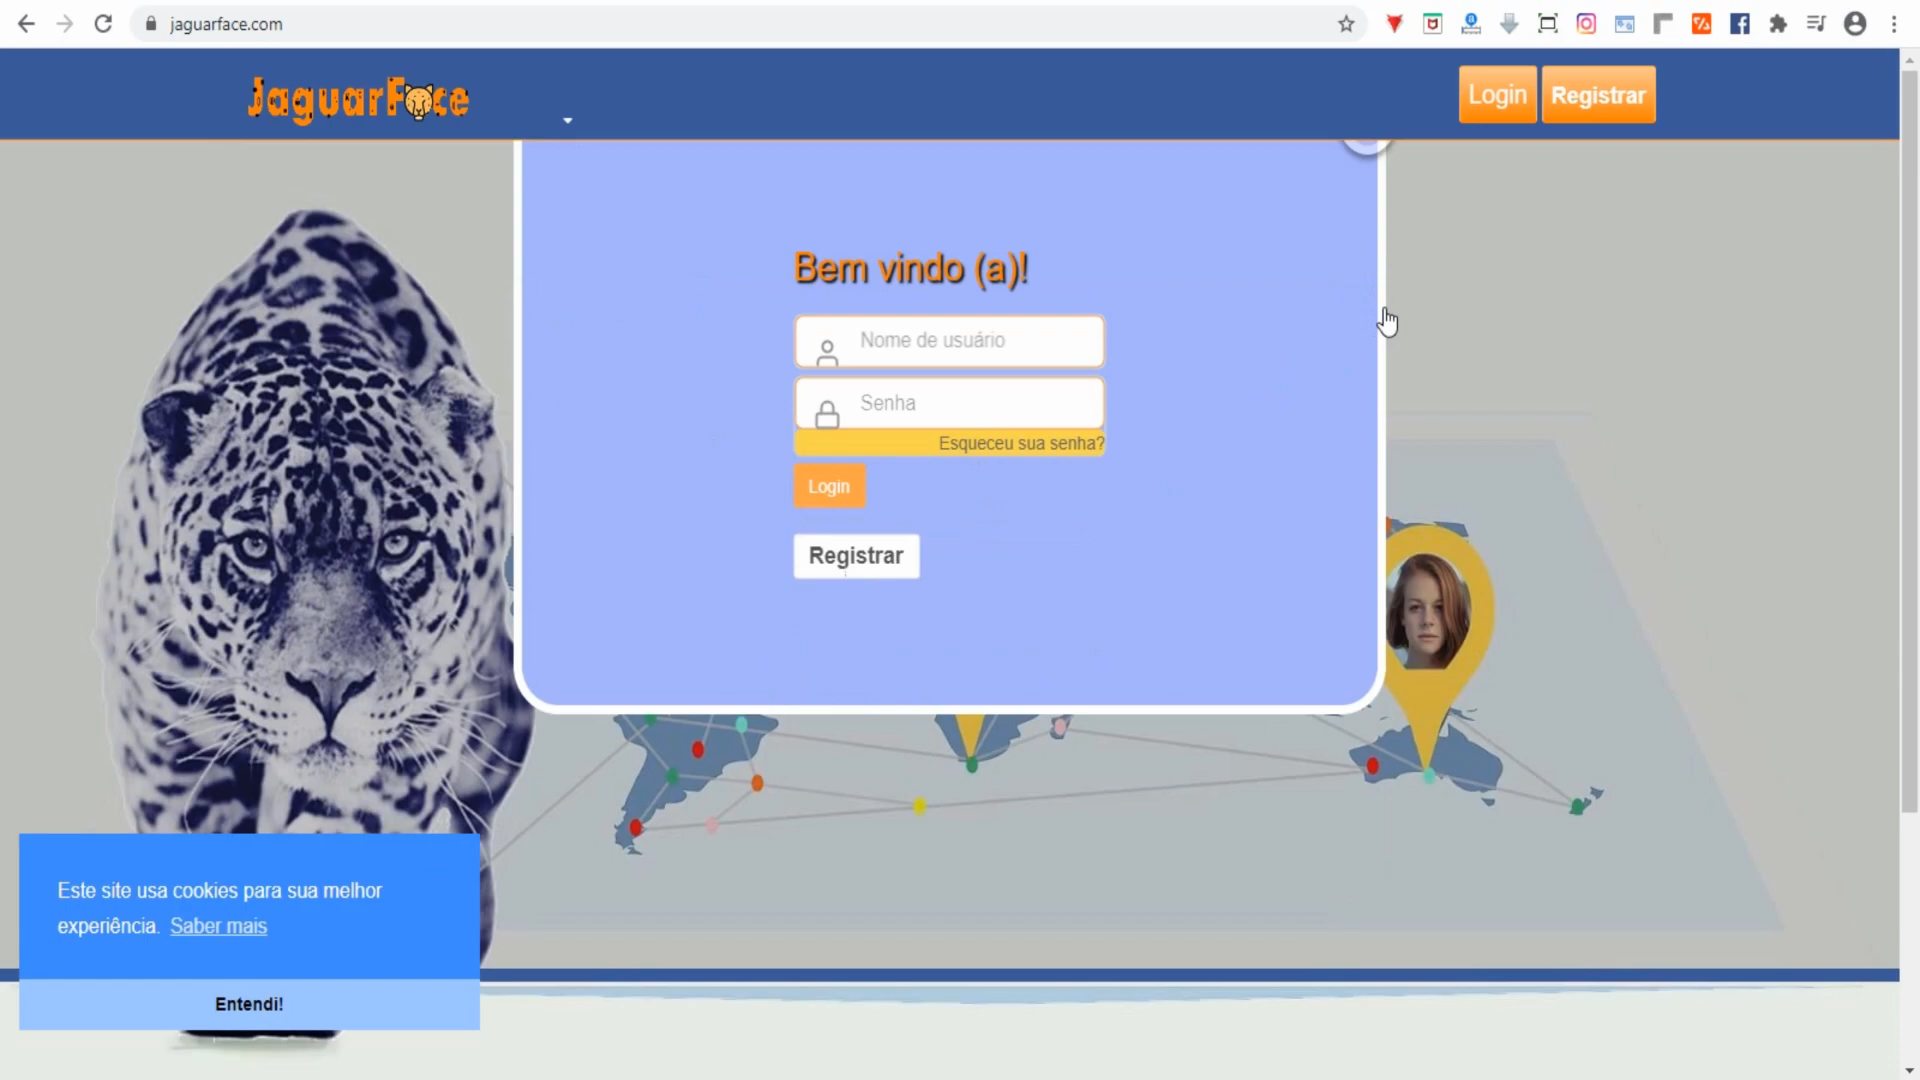 jaguarface.com
JaguarFace
Login
Registrar
Bem vindo (a)!
Nome de usuário
Senha
Esqueceu sua senha?
Login
Registrar
Este site usa cookies para sua melhor
experiência. Saber mais
Entendi!